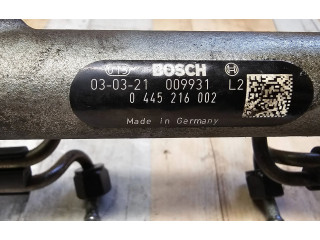 BOSCH
03-03-21 009931 L2
0 445 216 002
Made in Germany